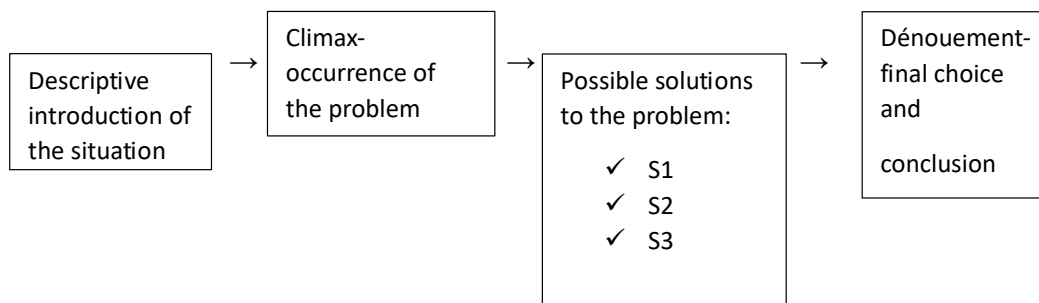 Descriptive
introduction of
the situation
→
Climax-
occurrence of
the problem
→
Possible solutions
to the problem:
✓ S1
✓ S2
✓ S3
→
Dénouement-
final choice
and
conclusion